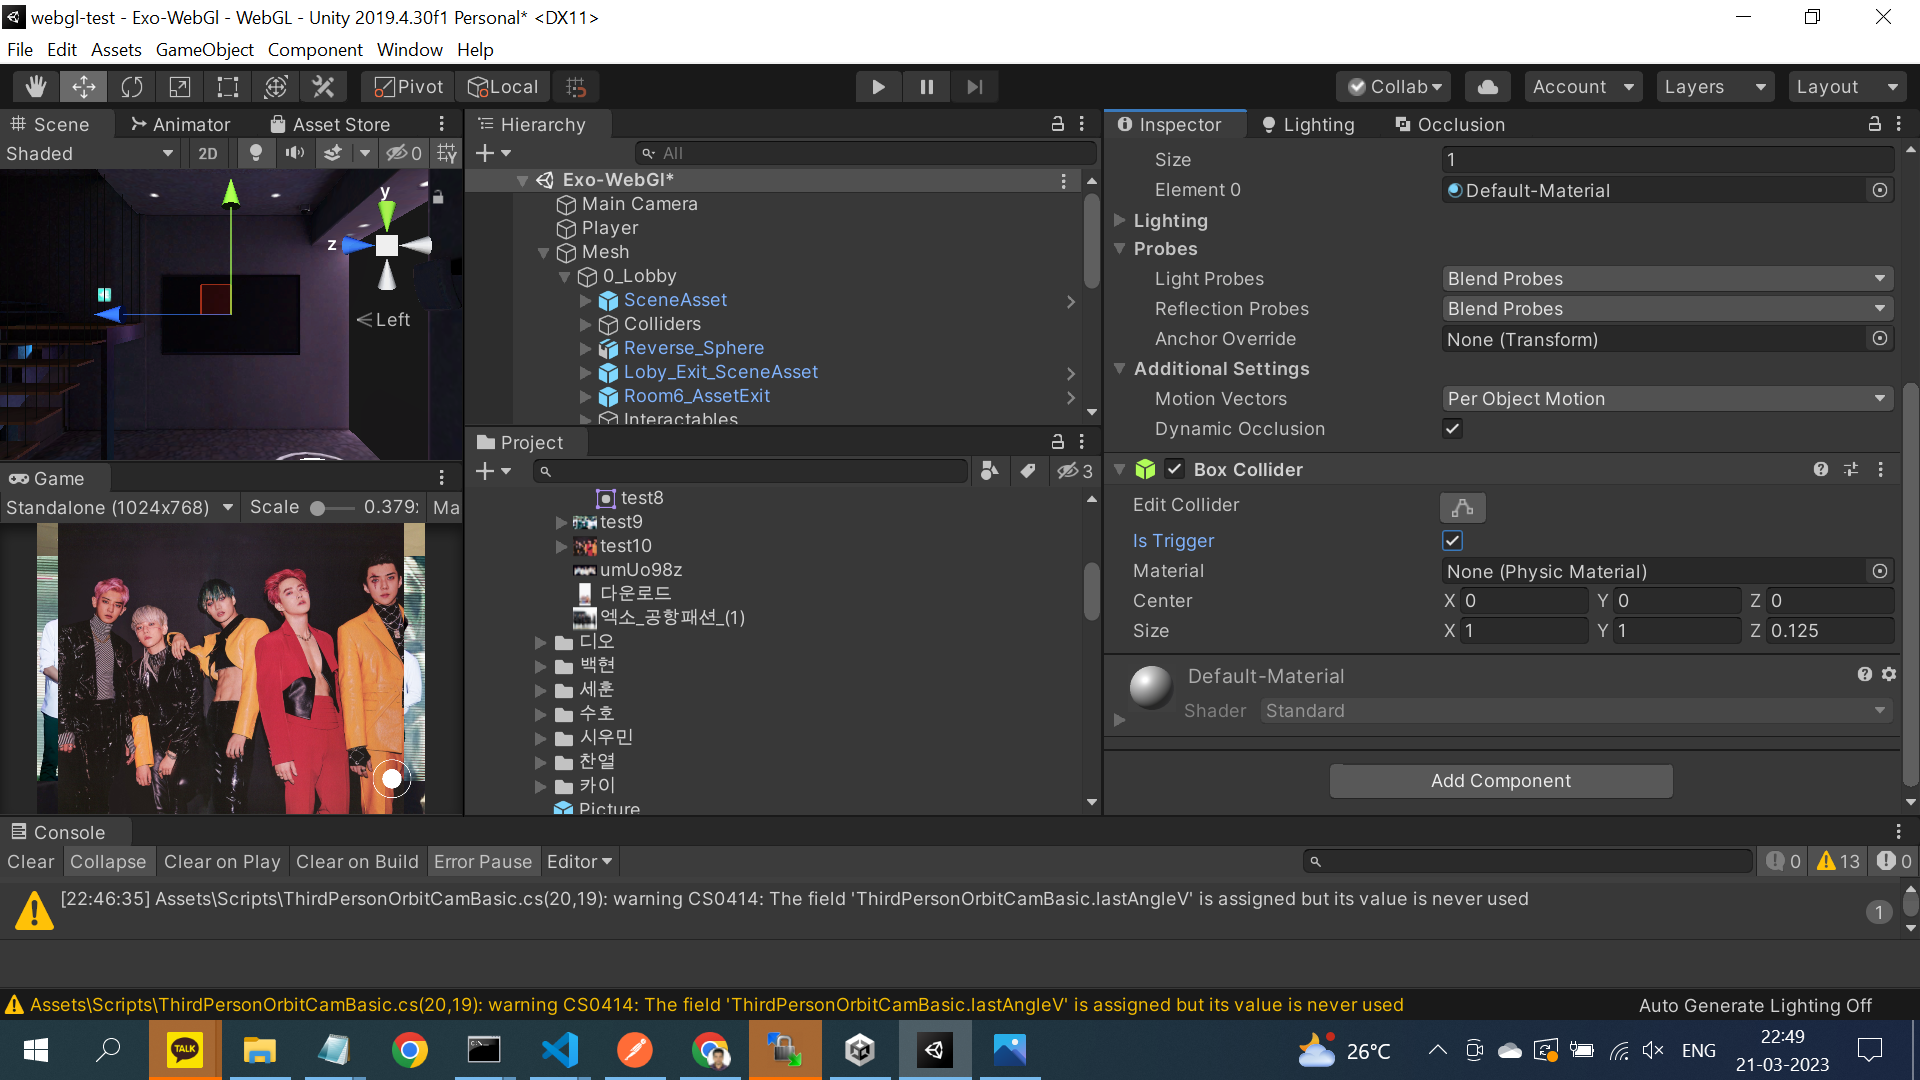 webgl-test - Exo-WebGl - WebGL - Unity 2019.4.30f1 Personal* <DX11>
File Edit Assets GameObject Component Window Help
Pivot Local Collab Account Layers Layout
Scene Animator Asset Store
Shaded 2D 0
y
z
Left
Game
Standalone (1024x768) Scale 0.379 Ma
Hierarchy
All
Exo-WebGl*
Main Camera
Player
Mesh
0_Lobby
SceneAsset
Colliders
Reverse_Sphere
Loby_Exit_SceneAsset
Room6_AssetExit
Interactables
Project
3
test8
test9
test10
umUo98z
다운로드
엑소_공항패션_(1)
디오
백현
세훈
수호
시우민
찬열
카이
Picture
Inspector Lighting Occlusion
Size 1
Element 0 Default-Material
Lighting
Probes
Light Probes Blend Probes
Reflection Probes Blend Probes
Anchor Override None (Transform)
Additional Settings
Motion Vectors Per Object Motion
Dynamic Occlusion
Box Collider
Edit Collider
Is Trigger
Material None (Physic Material)
Center X 0 Y 0 Z 0
Size X 1 Y 1 Z 0.125
Default-Material
Shader Standard
Add Component
Console
Clear Collapse Clear on Play Clear on Build Error Pause Editor 0 13 0
[22:46:35] Assets\Scripts\ThirdPersonOrbitCamBasic.cs(20,19): warning CS0414: The field 'ThirdPersonOrbitCamBasic.lastAngleV' is assigned but its value is never used
1
Assets\Scripts\ThirdPersonOrbitCamBasic.cs(20,19): warning CS0414: The field 'ThirdPersonOrbitCamBasic.lastAngleV' is assigned but its value is never used
Auto Generate Lighting Off
TALK
26°C
ENG
22:49
21-03-2023